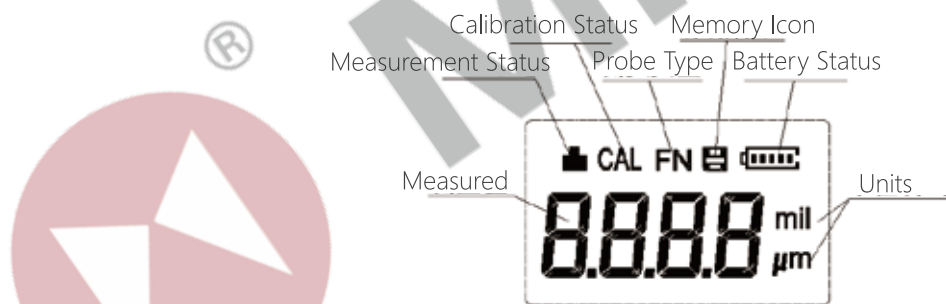 Calibration Status Memory Icon
®
Measurement Status Probe Type Battery Status
CAL FN
Measured
Units
8.8.8.8 mil
µm